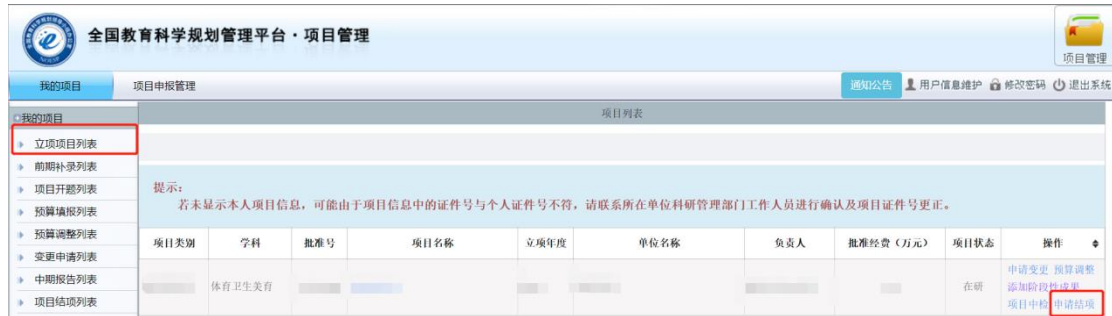 全国教育科学规划管理平台·项目管理
项目管理
我的项目 项目申报管理 通知公告 用户信息维护 修改密码 退出系统
我的项目
立项项目列表
前期补录列表
项目开题列表
预算填报列表
预算调整列表
变更申请列表
中期报告列表
项目结项列表
项目列表
提示：
若未显示本人项目信息，可能由于项目信息中的证件号与个人证件号不符，请联系所在单位科研管理部门工作人员进行确认及项目证件号更正。
项目类别 学科 批准号 项目名称 立项年度 单位名称 负责人 批准经费（万元） 项目状态 操作
体育卫生美育 在研
申请变更 预算调整
添加阶段性成果
项目中检 申请结项